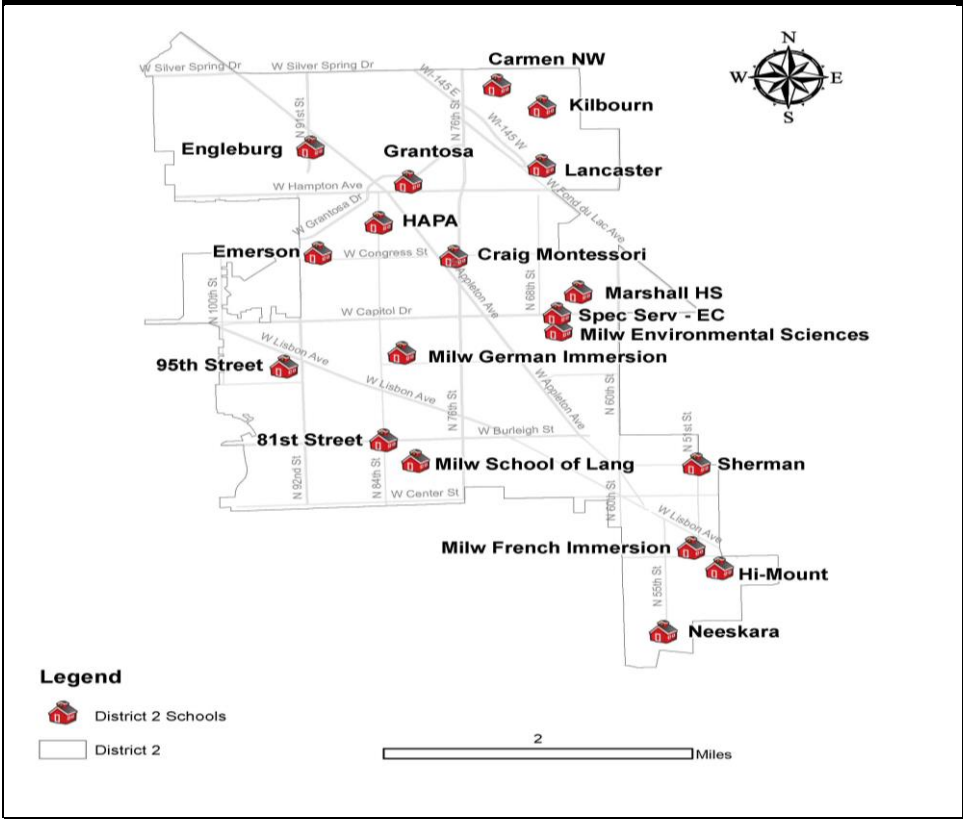 N
W E
S
Carmen NW
W Silver Spring Dr
W Silver Spring Dr
WI-145 E
Kilbourn
N 91st St
N 76th St
WI-145 W
Engleburg
Grantosa
Lancaster
W Hampton Ave
W Fond du Lac Ave
W Grantosa Dr
HAPA
Emerson
W Congress St
Craig Montessori
N 100th St
N 68th St
W Appleton Ave
Marshall HS
W Capitol Dr
Spec Serv - EC
Milw Environmental Sciences
W Lisbon Ave
95th Street
Milw German Immersion
W Lisbon Ave
W Appleton Ave
N 60th St
N 76th St
W Burleigh St
N 51st St
81st Street
Milw School of Lang
Sherman
N 92nd St
N 84th St
W Center St
N 60th St
W Lisbon Ave
Milw French Immersion
Hi-Mount
N 55th St
Neeskara
Legend
District 2 Schools
District 2
2
Miles